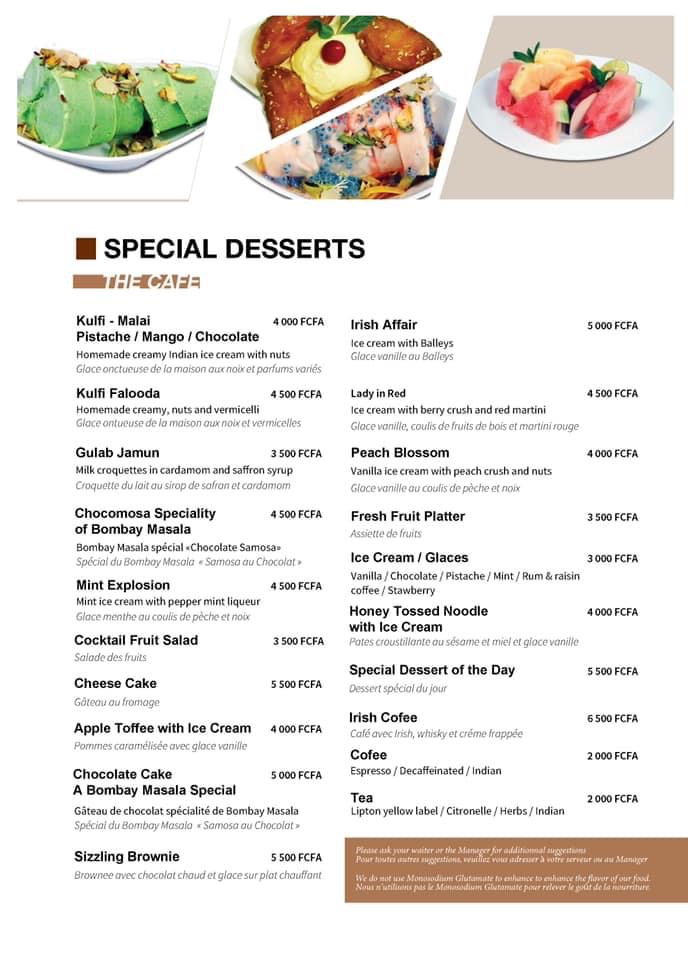 SPECIAL DESSERTS
THE CAFE
Kulfi - Malai 4 000 FCFA
Pistache / Mango / Chocolate
Homemade creamy Indian ice cream with nuts
Glace onctueuse de la maison aux noix et parfums variés
Kulfi Falooda 4 500 FCFA
Homemade creamy, nuts and vermicelli
Glace ontueuse de la maison aux noix et vermicelles
Gulab Jamun 3 500 FCFA
Milk croquettes in cardamom and saffron syrup
Croquette du lait au sirop de safran et cardamom
Chocomosa Speciality 4 500 FCFA
of Bombay Masala
Bombay Masala spécial «Chocolate Samosa»
Spécial du Bombay Masala « Samosa au Chocolat »
Mint Explosion 4 500 FCFA
Mint ice cream with pepper mint liqueur
Glace menthe au coulis de pèche et noix
Cocktail Fruit Salad 3 500 FCFA
Salade des fruits
Cheese Cake 5 500 FCFA
Gâteau au fromage
Apple Toffee with Ice Cream 4 000 FCFA
Pommes caramélisée avec glace vanille
Chocolate Cake 5 000 FCFA
A Bombay Masala Special
Gâteau de chocolat spécialité de Bombay Masala
Spécial du Bombay Masala « Samosa au Chocolat »
Sizzling Brownie 5 500 FCFA
Brownee avec chocolat chaud et glace sur plat chauffant
Irish Affair 5 000 FCFA
Ice cream with Balleys
Glace vanille au Balleys
Lady in Red 4 500 FCFA
Ice cream with berry crush and red martini
Glace vanille, coulis de fruits de bois et martini rouge
Peach Blossom 4 000 FCFA
Vanilla ice cream with peach crush and nuts
Glace vanille au coulis de pèche et noix
Fresh Fruit Platter 3 500 FCFA
Assiette de fruits
Ice Cream / Glaces 3 000 FCFA
Vanilla / Chocolate / Pistache / Mint / Rum & raisin
coffee / Stawberry
Honey Tossed Noodle 4 000 FCFA
with Ice Cream
Pates croustillante au sésame et miel et glace vanille
Special Dessert of the Day 5 500 FCFA
Dessert spécial du jour
Irish Cofee 6 500 FCFA
Café avec Irish, whisky et créme frappée
Cofee 2 000 FCFA
Espresso / Decaffeinated / Indian
Tea 2 000 FCFA
Lipton yellow label / Citronelle / Herbs / Indian
Please ask your waiter or the Manager for additionnal suggestions
Pour toutes autres suggestions, veuillez vous adresser à votre serveur ou au Manager
We do not use Monosodium Glutamate to enhance to enhance the flavor of our food.
Nous n'utilisons pas le Monosodium Glutamate pour relever le goût de la nourriture.